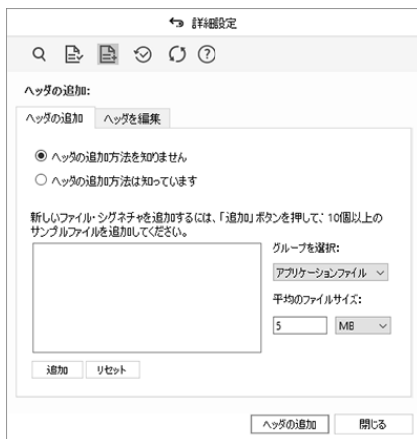 詳細設定
ヘッダの追加:
ヘッダの追加 ヘッダを編集
ヘッダの追加方法を知りません
ヘッダの追加方法は知っています
新しいファイル・シグネチャを追加するには、「追加」ボタンを押して、10個以上の
サンプルファイルを追加してください。
グループを選択:
アプリケーションファイル
平均のファイルサイズ:
5 MB
追加 リセット
ヘッダの追加 閉じる